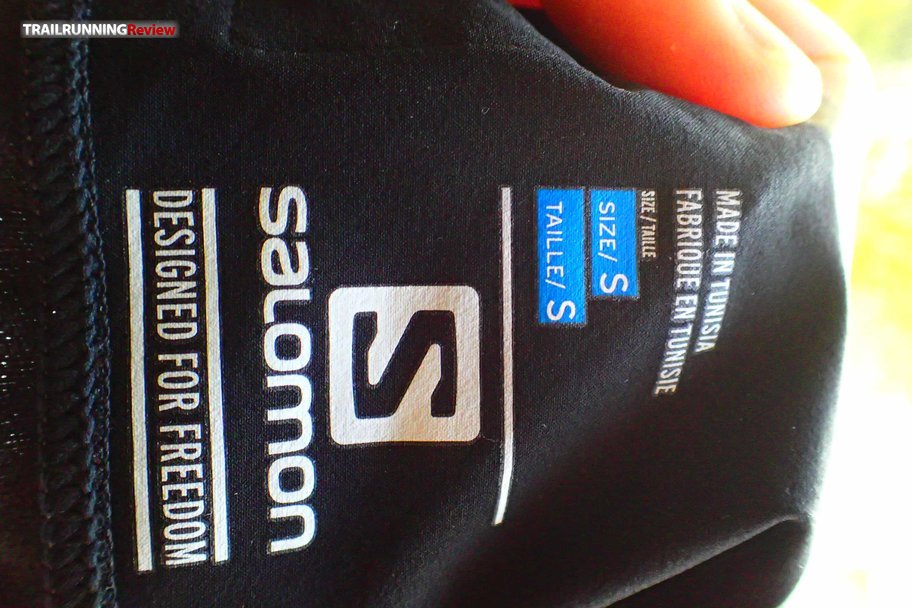 TRAILRUNNINGReview
MADE IN TUNISIA
FABRIQUE EN TUNISIE
SIZE / TAILLE
SIZE/ S
TAILLE/ S
S
salomon
DESIGNED FOR FREEDOM